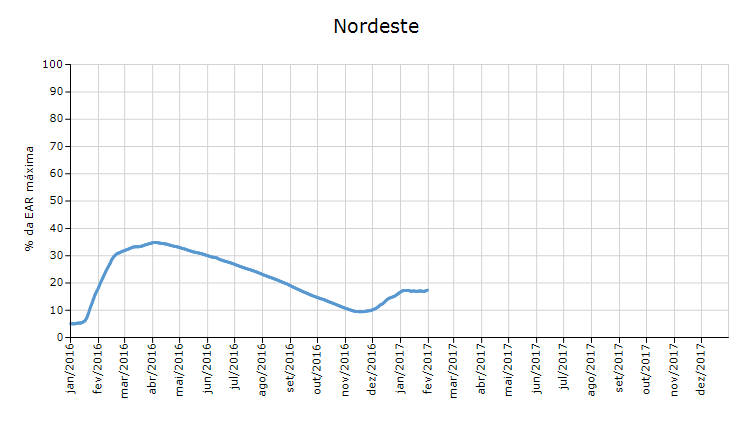 Nordeste
% da EAR máxima
100
90
80
70
60
50
40
30
20
10
0
jan/2016
fev/2016
mar/2016
abr/2016
mai/2016
jun/2016
jul/2016
ago/2016
set/2016
out/2016
nov/2016
dez/2016
jan/2017
fev/2017
mar/2017
abr/2017
mai/2017
jun/2017
jul/2017
ago/2017
set/2017
out/2017
nov/2017
dez/2017